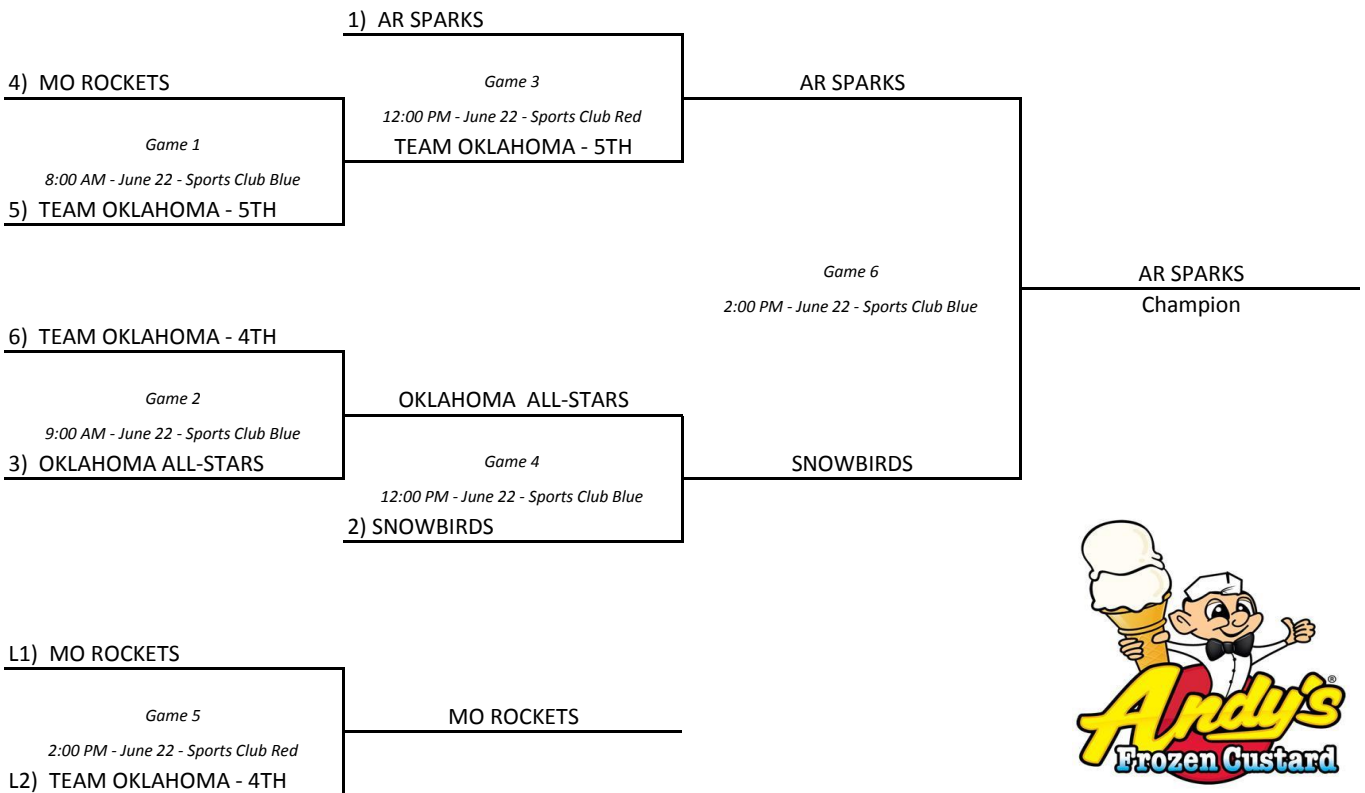 1) AR SPARKS
4) MO ROCKETS
Game 3
AR SPARKS
12:00 PM - June 22 - Sports Club Red
Game 1
TEAM OKLAHOMA - 5TH
8:00 AM - June 22 - Sports Club Blue
5) TEAM OKLAHOMA - 5TH
Game 6
AR SPARKS
2:00 PM - June 22 - Sports Club Blue
Champion
6) TEAM OKLAHOMA - 4TH
Game 2
OKLAHOMA  ALL-STARS
9:00 AM - June 22 - Sports Club Blue
3) OKLAHOMA ALL-STARS
Game 4
SNOWBIRDS
12:00 PM - June 22 - Sports Club Blue
2) SNOWBIRDS
L1) MO ROCKETS
Game 5
MO ROCKETS
2:00 PM - June 22 - Sports Club Red
L2) TEAM OKLAHOMA - 4TH
Andy's®
Frozen Custard